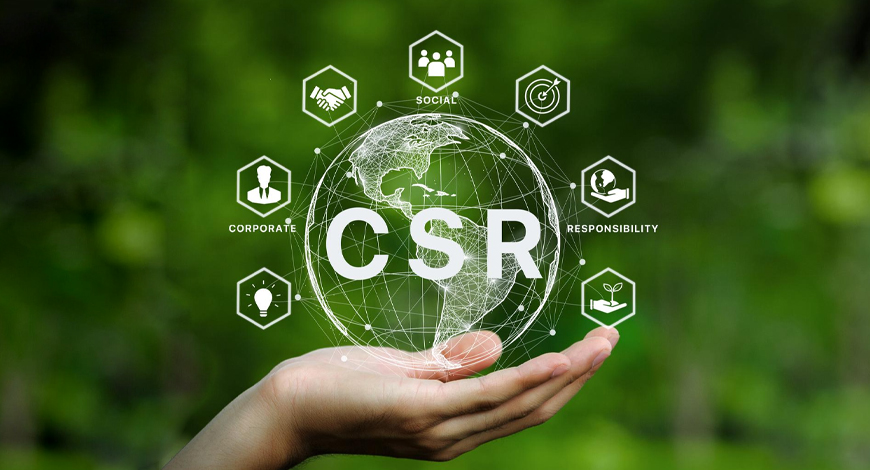 SOCIAL
CORPORATE
RESPONSIBILITY
CSR